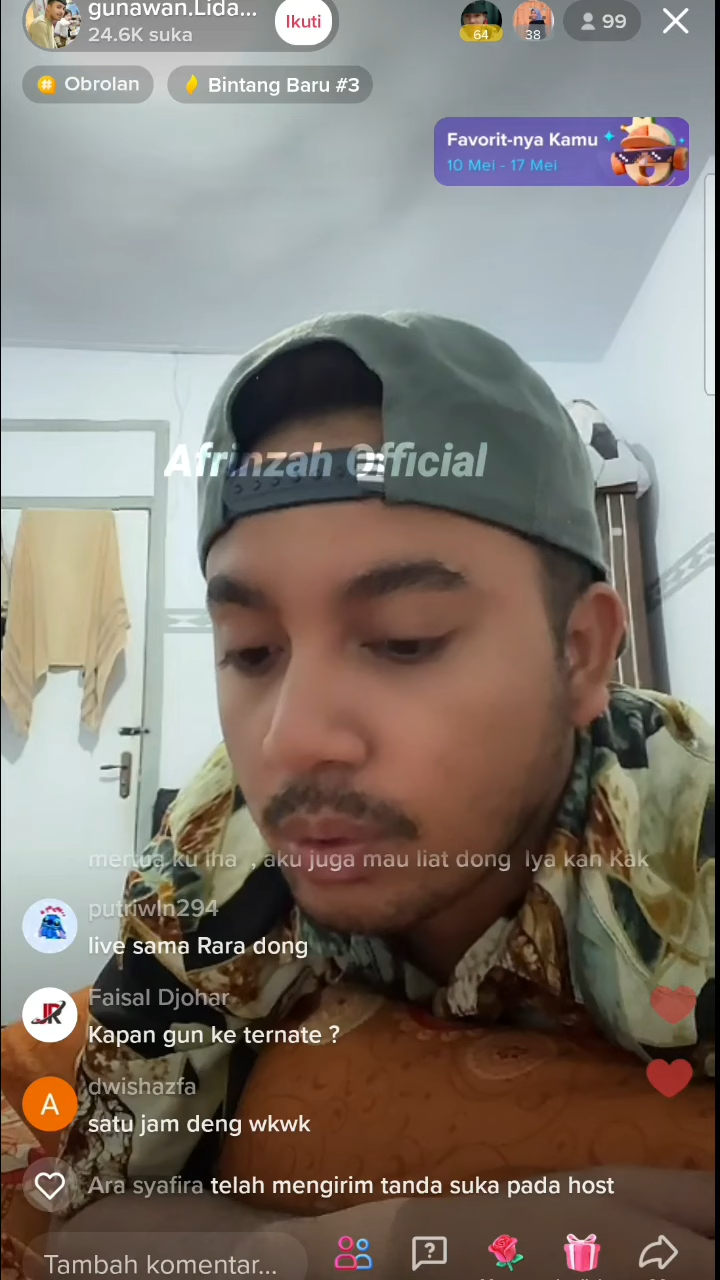 gunawan.Lida...
24.6K suka
Ikuti
64
38
99
Obrolan
Bintang Baru #3
Favorit-nya Kamu
10 Mei - 17 Mei
Afrinzah Official
mertua ku iha , aku juga mau liat dong Iya kan Kak
putriwln294
live sama Rara dong
Faisal Djohar
Kapan gun ke ternate ?
dwishazfa
A
satu jam deng wkwk
Ara syafira telah mengirim tanda suka pada host
Tambah komentar...